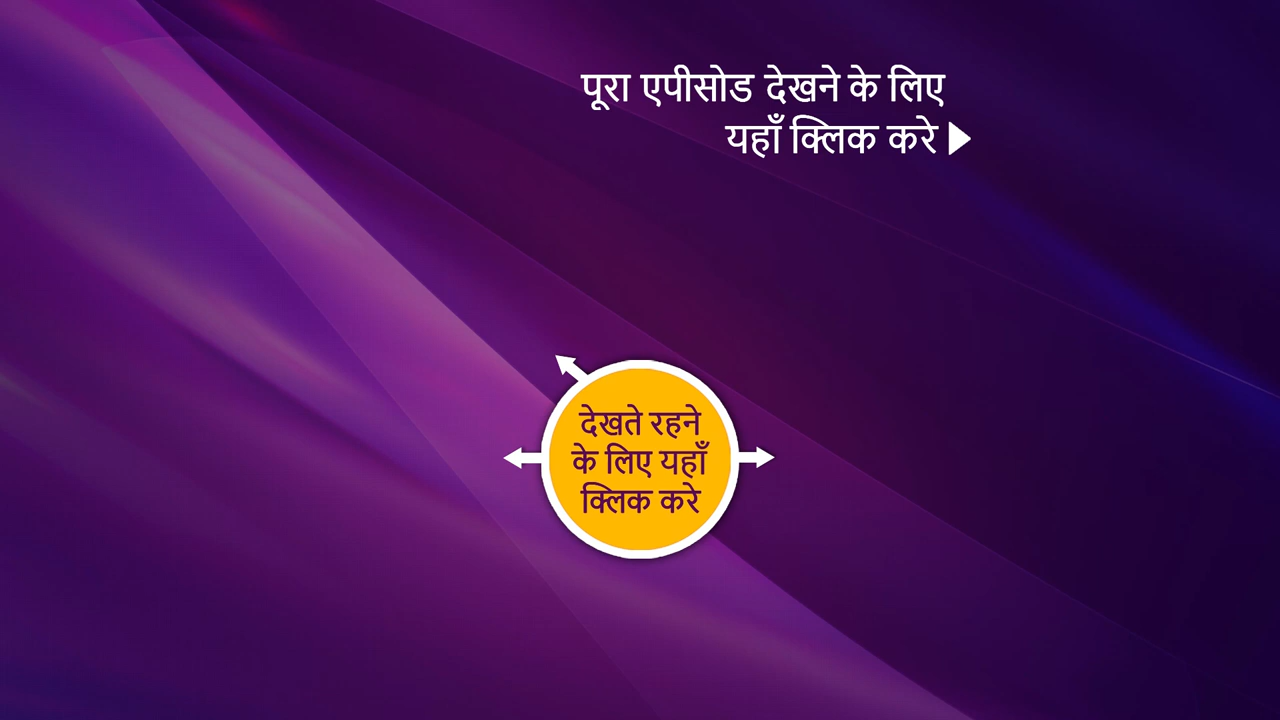 पूरा एपीसोड देखने के लिए
यहाँ क्लिक करे
देखते रहने
के लिए यहाँ
क्लिक करे